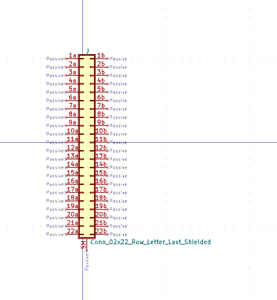 J
Passive 1a 1b Passive
Passive 2a 2b Passive
Passive 3a 3b Passive
Passive 4a 4b Passive
Passive 5a 5b Passive
Passive 6a 6b Passive
Passive 7a 7b Passive
Passive 8a 8b Passive
Passive 9a 9b Passive
Passive 10a 10b Passive
Passive 11a 11b Passive
Passive 12a 12b Passive
Passive 13a 13b Passive
Passive 14a 14b Passive
Passive 15a 15b Passive
Passive 16a 16b Passive
Passive 17a 17b Passive
Passive 18a 18b Passive
Passive 19a 19b Passive
Passive 20a 20b Passive
Passive 21a 21b Passive
Passive 22a 22b Passive
Conn_02x22_Row_Letter_Last_Shielded
SH
Passive